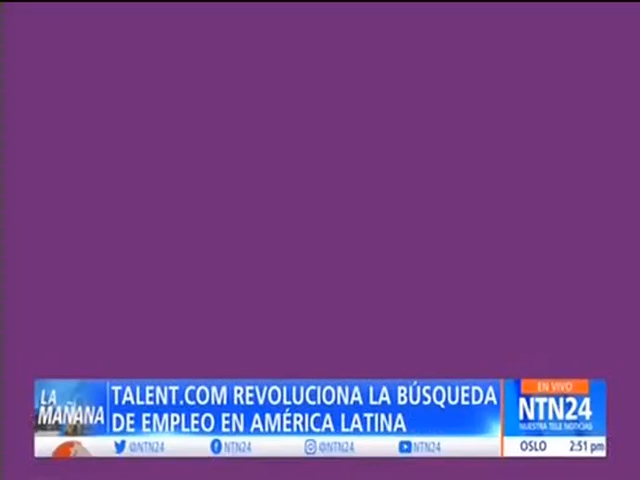 LA
MAÑANA
TALENT.COM REVOLUCIONA LA BÚSQUEDA
DE EMPLEO EN AMÉRICA LATINA
@NTN24
NTN24
@NTN24
NTN24
EN VIVO
NTN24
NUESTRA TELE NOTICIAS
OSLO 2:51 pm